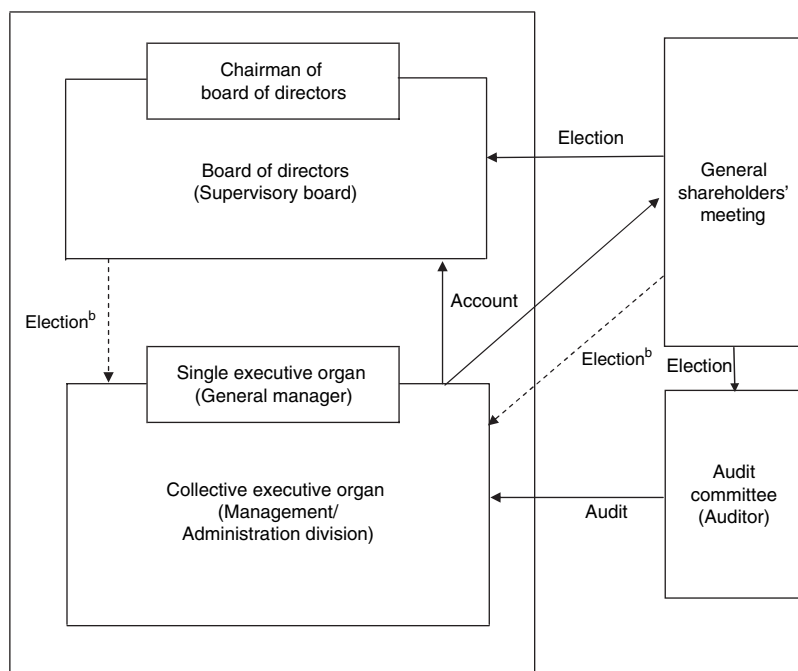 Chairman of
board of directors
Board of directors
(Supervisory board)
Election
General
shareholders’
meeting
Account
Election^b
Election^b
Election
Single executive organ
(General manager)
Collective executive organ
(Management/
Administration division)
Audit
Audit
committee
(Auditor)